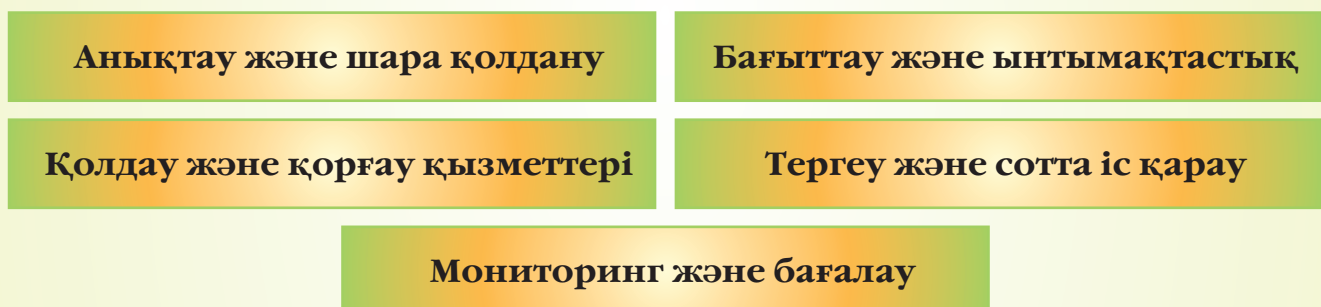 Анықтау және шара қолдану
Бағыттау және ынтымақтастық
Қолдау және қорғау қызметтері
Тергеу және сотта іс қарау
Мониторинг және бағалау